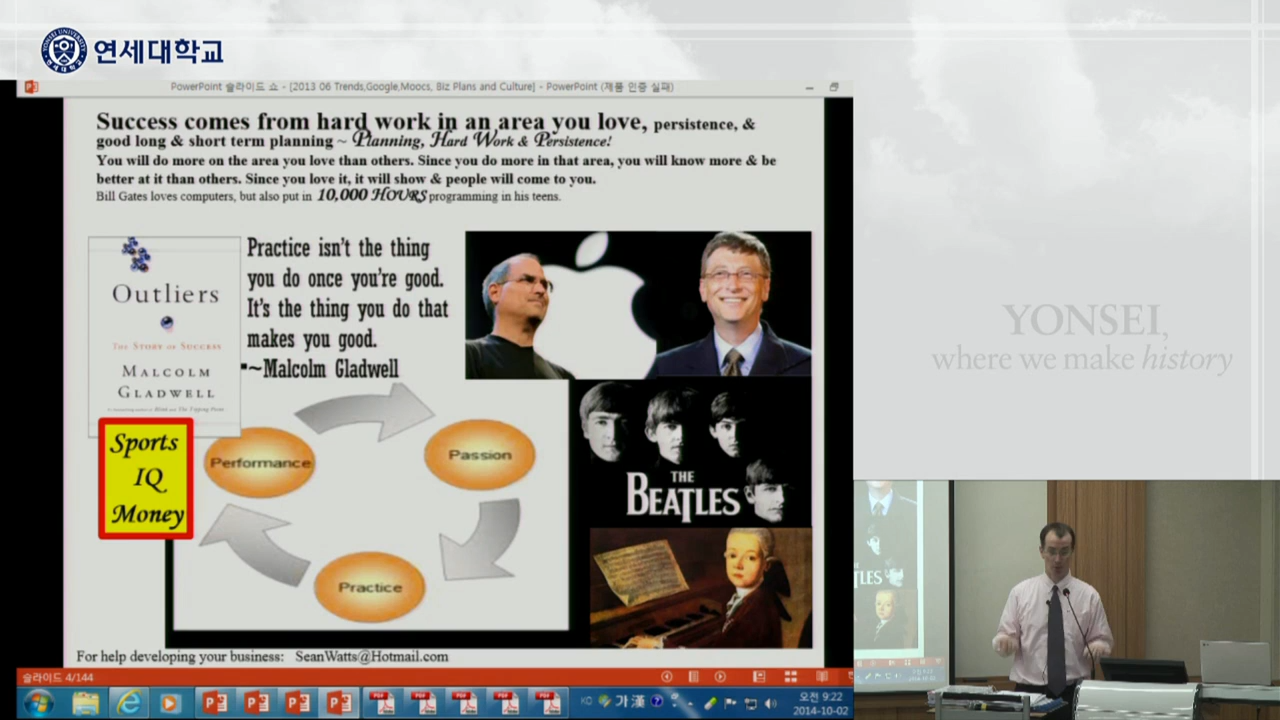 연세대학교
PowerPoint 슬라이드 쇼 - [2013 06 Trends,Google,Moocs, Biz Plans and Culture] - PowerPoint (제품 인증 실패)
Success comes from hard work in an area you love, persistence, &
good long & short term planning ~ Planning, Hard Work & Persistence!
You will do more on the area you love than others. Since you do more in that area, you will know more & be
better at it than others. Since you love it, it will show & people will come to you.
Bill Gates loves computers, but also put in 10,000 HOURS programming in his teens.
Outliers
THE STORY OF SUCCESS
MALCOLM
GLADWELL
Practice isn't the thing
you do once you're good.
It's the thing you do that
makes you good.
~Malcolm Gladwell
Sports
IQ
Money
Performance
Passion
Practice
THE
BEATLES
For help developing your business: SeanWatts@Hotmail.com
슬라이드 4/144
가 漢
오전 9:22
2014-10-02
YONSEI,
where we make history
TLES